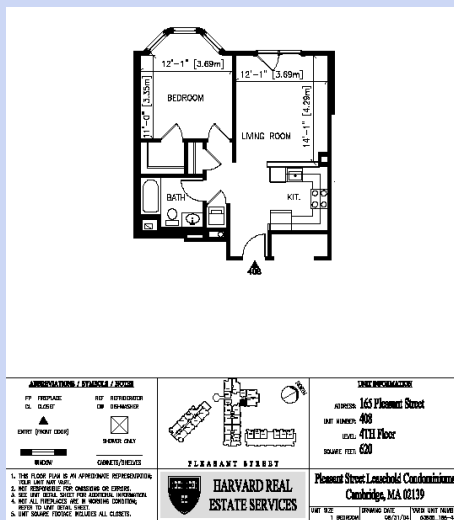 12'-1" [3.69m]
12'-1" [3.69m]
11'-0" [3.35m]
14'-1" [4.29m]
BEDROOM
LIVING ROOM
BATH
KIT.
408
ABBREVIATIONS / SYMBOLS / NOTES
FP FIREPLACE REF REFRIGERATOR
CL CLOSET DW DISHWASHER
ENTRY (FRONT DOOR)
SHOWER ONLY
WINDOW CABINETS/SHELVES
1. THIS FLOOR PLAN IS AN APPROXIMATE REPRESENTATION;
YOUR UNIT MAY VARY.
2. NOT RESPONSIBLE FOR OMISSIONS OR ERRORS.
3. SEE UNIT DETAIL SHEET FOR ADDITIONAL INFORMATION.
4. NOT ALL FIREPLACES ARE IN WORKING CONDITION;
REFER TO UNIT DETAIL SHEET.
5. UNIT SQUARE FOOTAGE INCLUDES ALL CLOSETS.
NORTH
PLEASANT STREET
HARVARD REAL
ESTATE SERVICES
UNIT INFORMATION
ADDRESS: 165 Pleasant Street
UNIT NUMBER: 408
LEVEL: 4TH Floor
SQUARE FEET: 620
Pleasant Street Leasehold Condominiums
Cambridge, MA 02139
UNIT SIZE DRAWING DATE YARDI UNIT NUMBER
1 BEDROOM